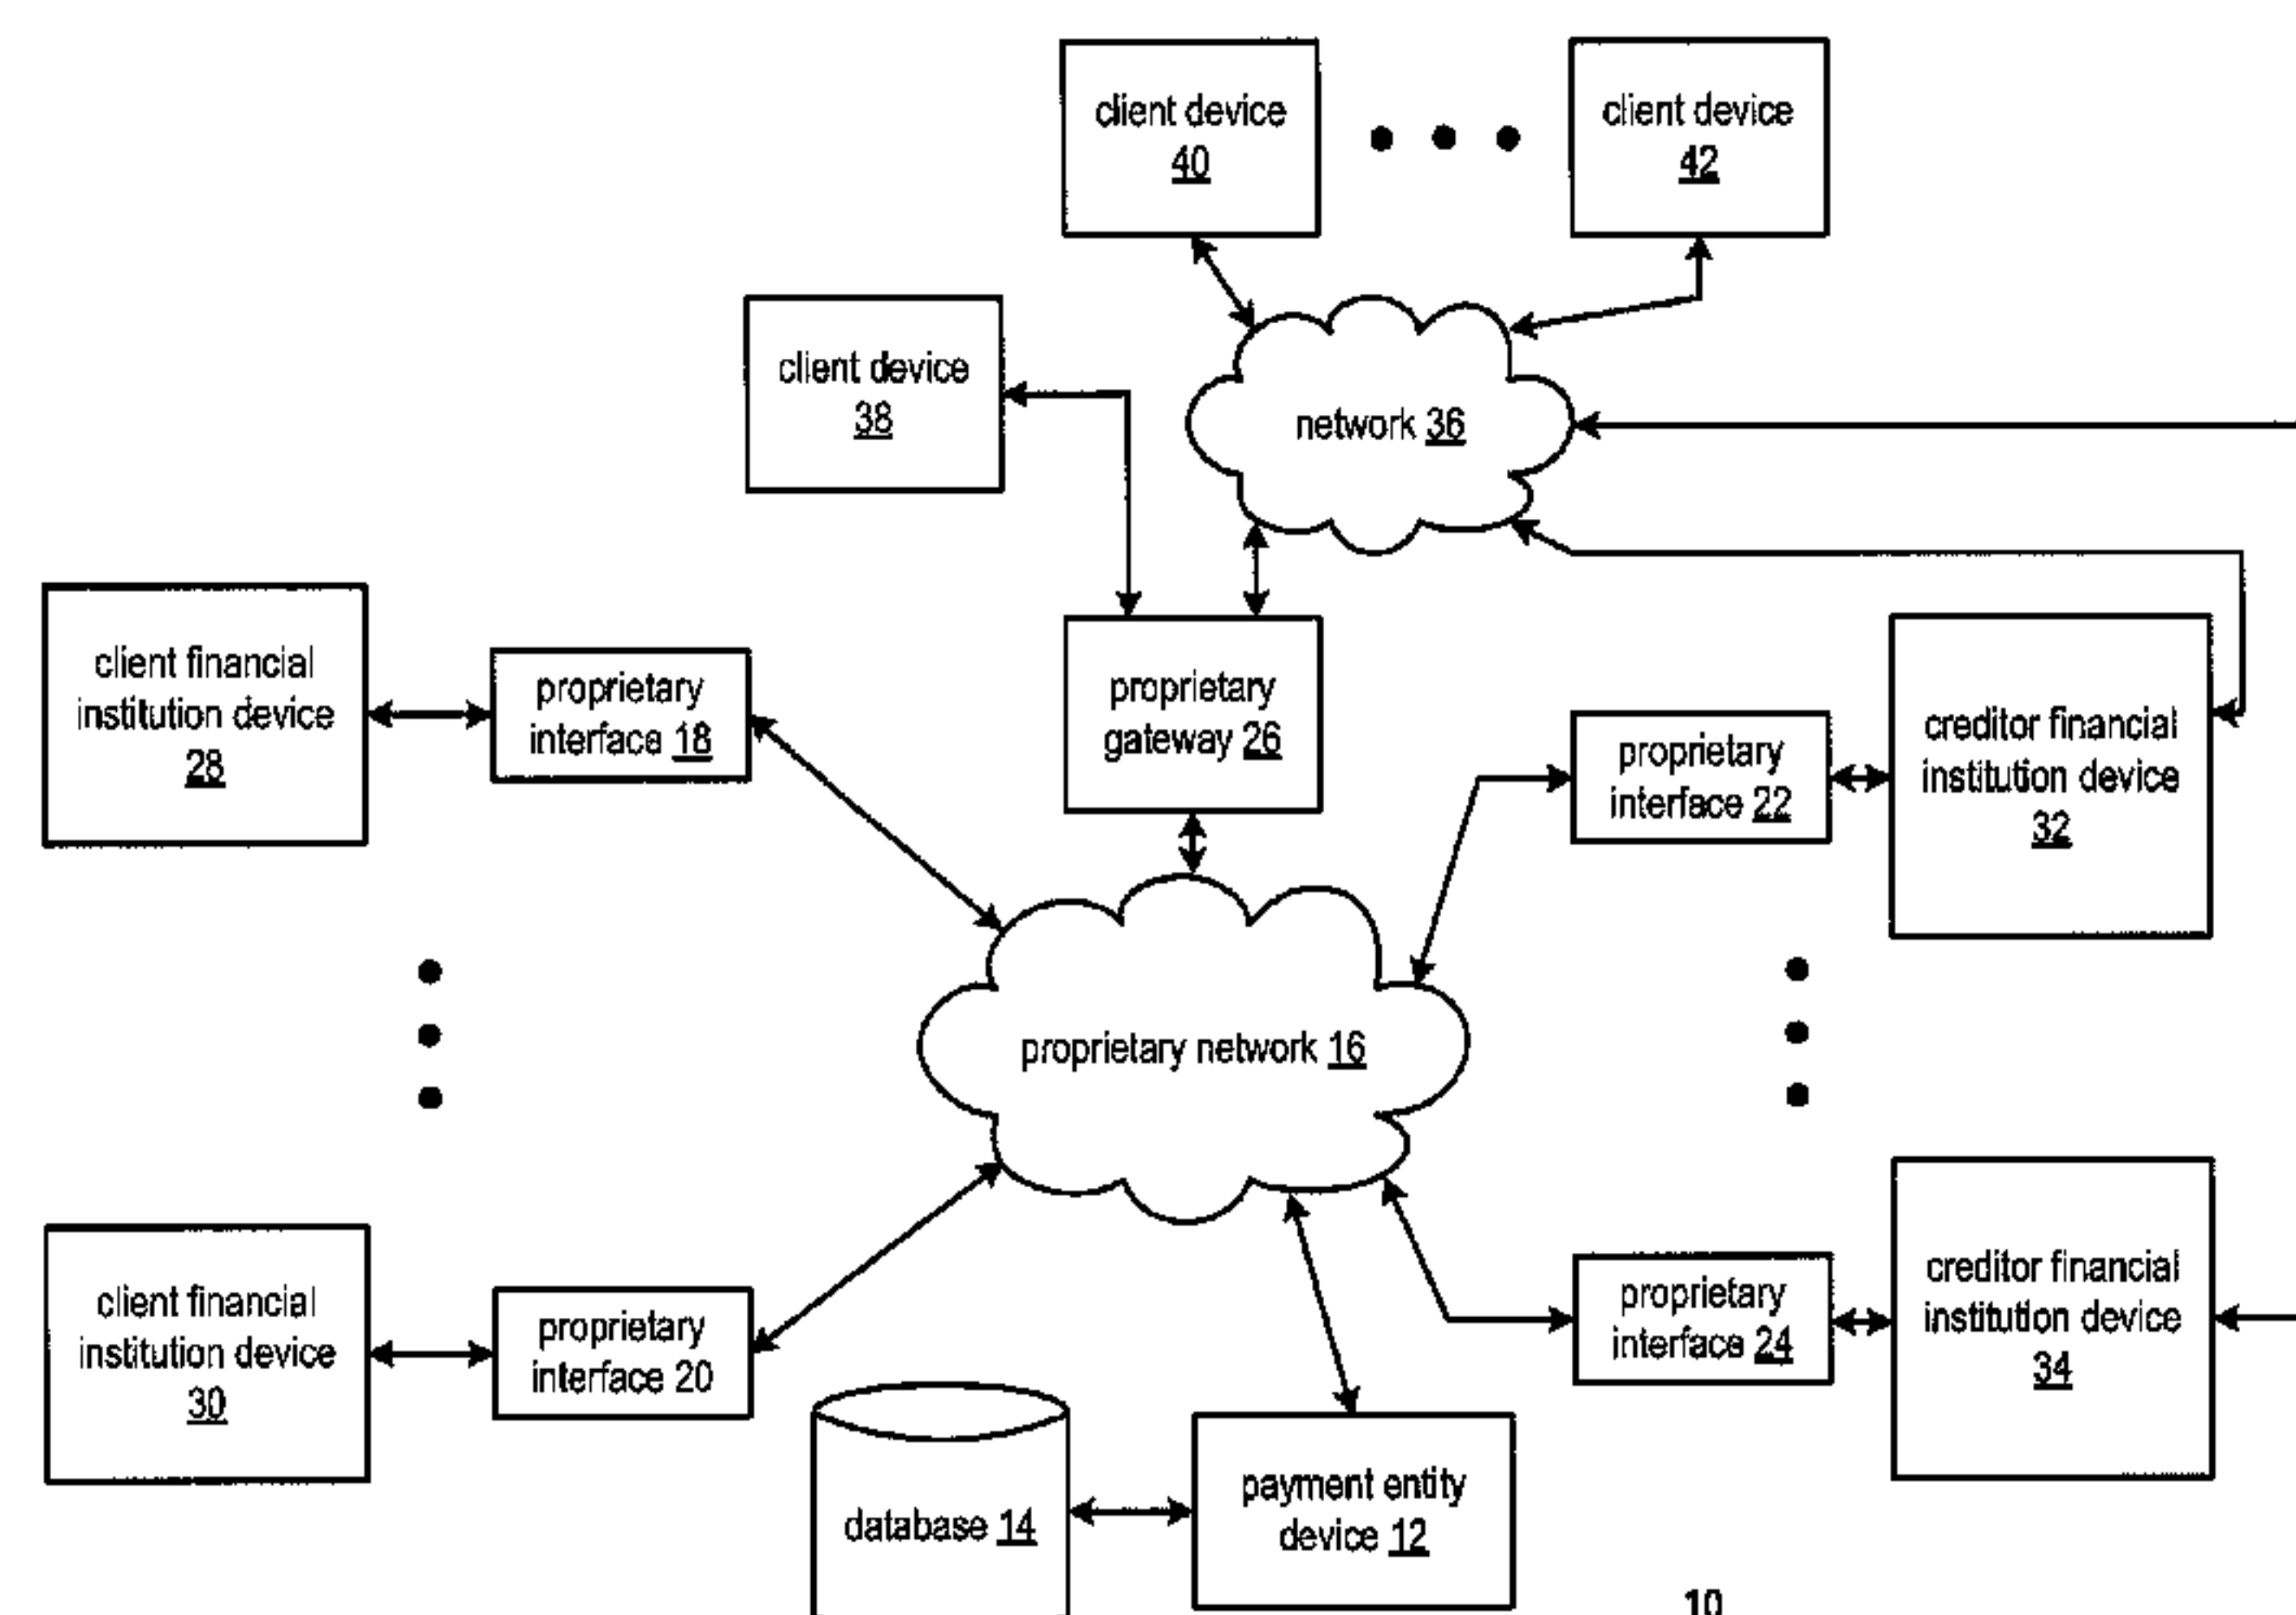 client device
40
client device
42
client device
38
network 36
client financial
institution device
28
proprietary
interface 18
proprietary
gateway 26
proprietary
interface 22
creditor financial
institution device
32
proprietary network 16
client financial
institution device
30
proprietary
interface 20
proprietary
interface 24
creditor financial
institution device
34
database 14
payment entity
device 12
10